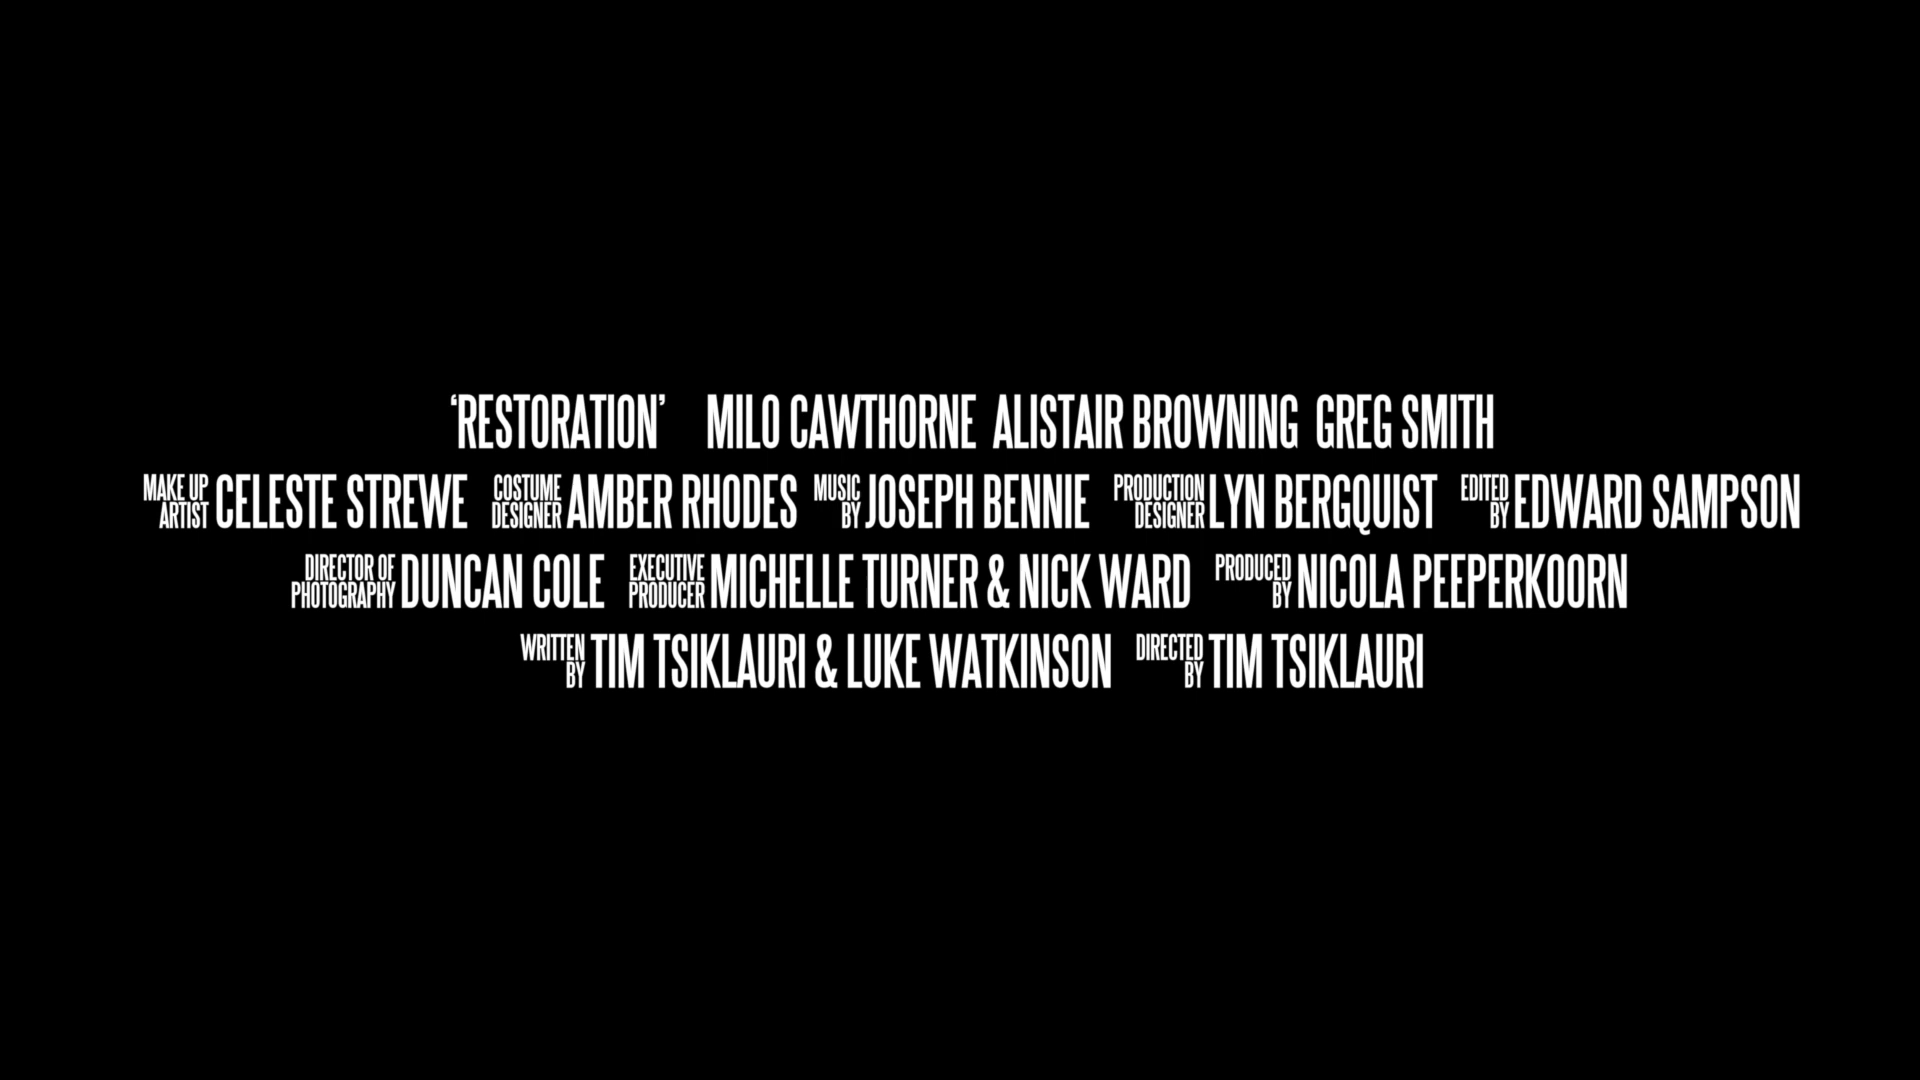 ‘RESTORATION’ MILO CAWTHORNE ALISTAIR BROWNING GREG SMITH
MAKE UP ARTIST CELESTE STREWE COSTUME DESIGNER AMBER RHODES MUSIC BY JOSEPH BENNIE PRODUCTION DESIGNER LYN BERGQUIST EDITED BY EDWARD SAMPSON
DIRECTOR OF PHOTOGRAPHY DUNCAN COLE EXECUTIVE PRODUCER MICHELLE TURNER & NICK WARD PRODUCED BY NICOLA PEEPERKOORN
WRITTEN BY TIM TSIKLAURI & LUKE WATKINSON DIRECTED BY TIM TSIKLAURI